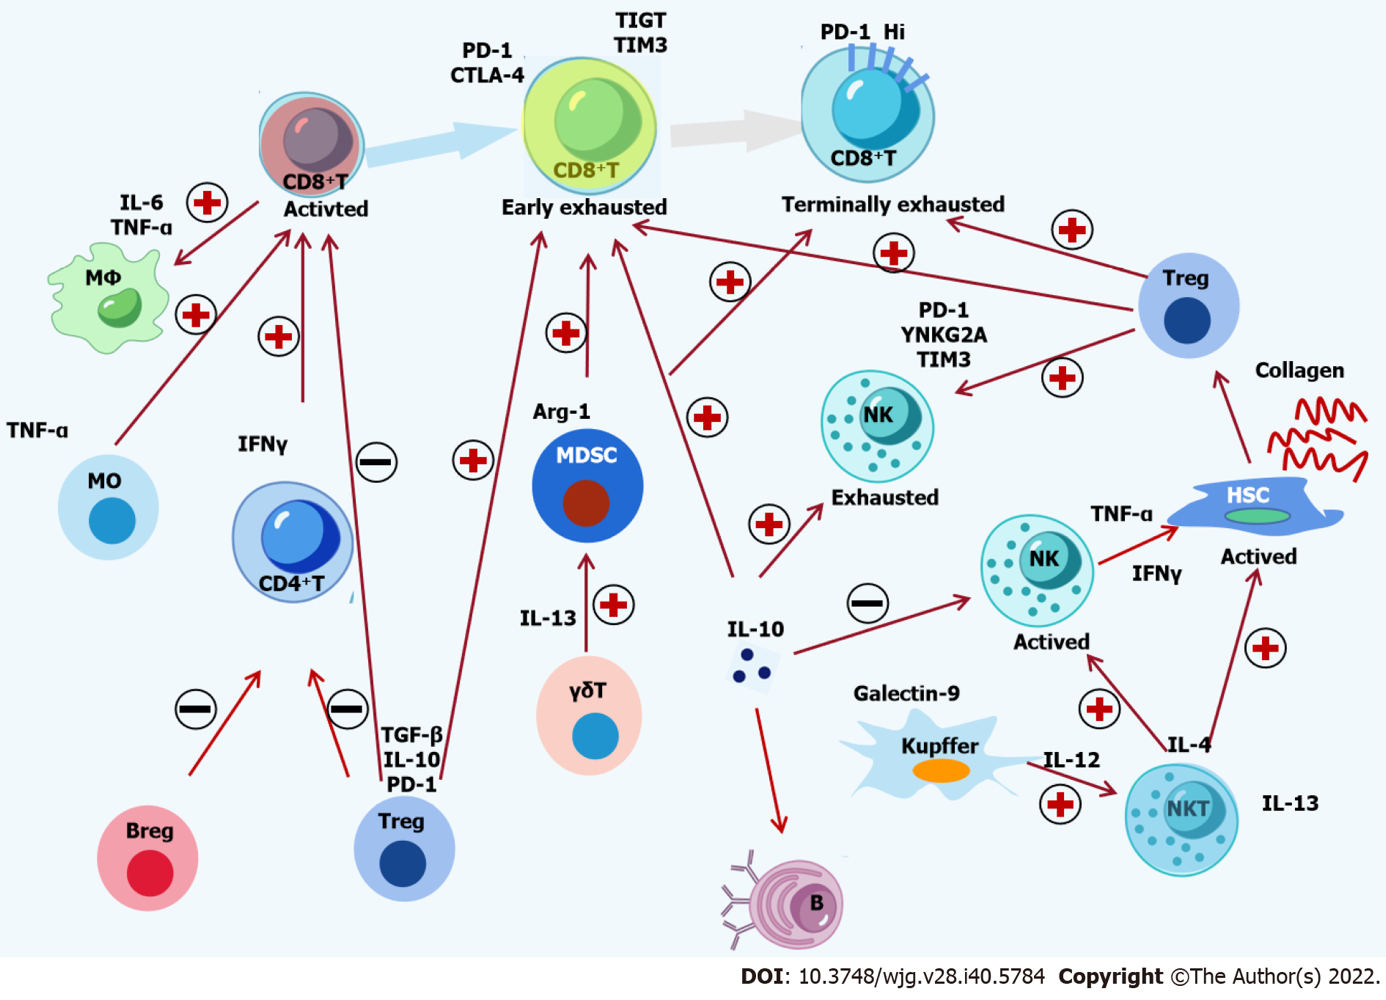 TIGT
TIM3
PD-1
CTLA-4
PD-1 Hi
CD8+T
Activted
CD8+T
Early exhausted
CD8+T
Terminally exhausted
IL-6
TNF-α
MΦ
Treg
PD-1
YNKG2A
TIM3
Collagen
TNF-α
MO
IFNγ
CD4+T
Arg-1
MDSC
NK
Exhausted
HSC
Actived
TNF-α
IFNγ
NK
Actived
IL-13
γδT
IL-10
Galectin-9
Kupffer
IL-12
IL-4
NKT
IL-13
TGF-β
IL-10
PD-1
Treg
Breg
B
DOI: 10.3748/wjg.v28.i40.5784 Copyright ©The Author(s) 2022.